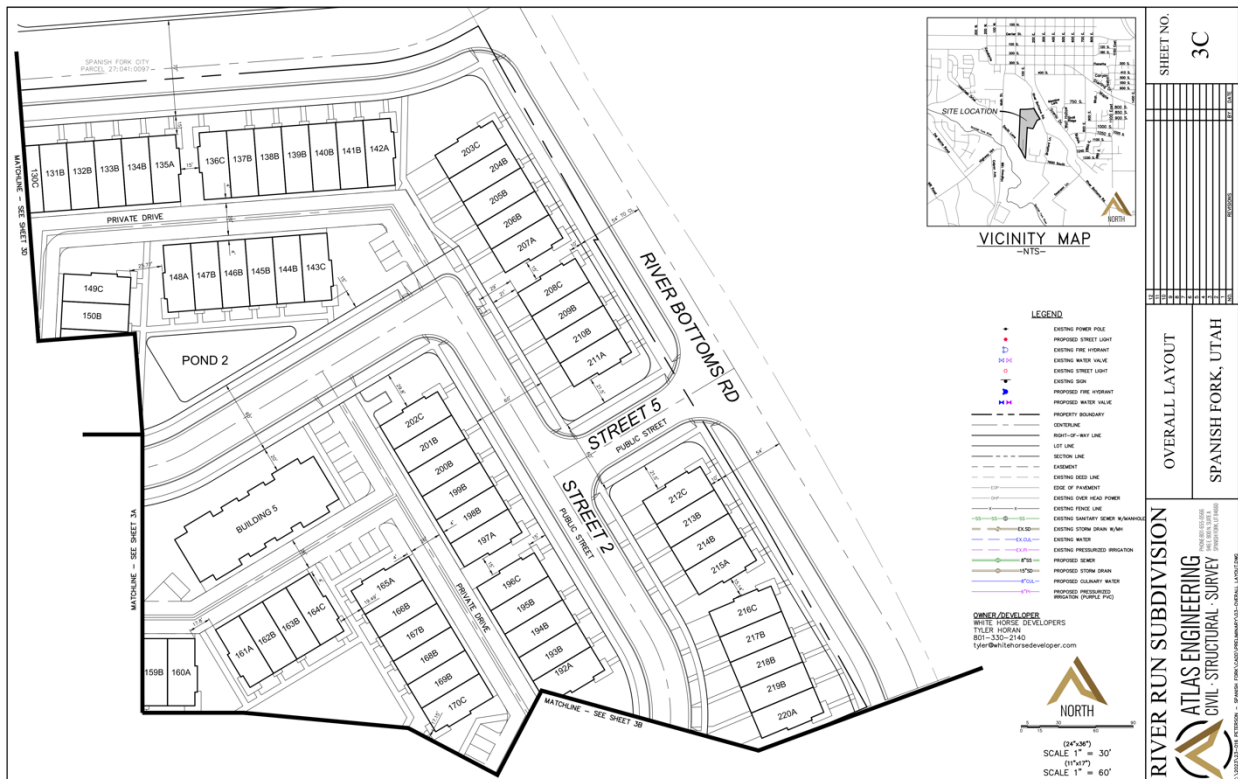 SPANISH FORK CITY
PARCEL 27:041:0097
MATCHLINE - SEE SHEET 3D
130C
131B
132B
133B
134B
135A
15'
136C
137B
138B
139B
140B
141B
142A
PRIVATE DRIVE
25.77'
148A
147B
146B
145B
144B
143C
149C
150B
POND 2
203C
204B
205B
206B
207A
208C
209B
210B
211A
54' TO CL
RIVER BOTTOMS RD
STREET 5
PUBLIC STREET
STREET 2
PUBLIC STREET
202C
201B
200B
199B
198B
197A
196C
195B
194B
193B
192A
BUILDING 5
MATCHLINE - SEE SHEET 3A
161A
162B
163B
164C
159B
160A
165A
166B
167B
168B
169B
170C
PRIVATE DRIVE
MATCHLINE - SEE SHEET 3B
212C
213B
214B
215A
216C
217B
218B
219B
220A
SITE LOCATION
NORTH
VICINITY MAP
-NTS-
LEGEND
EXISTING POWER POLE
PROPOSED STREET LIGHT
EXISTING FIRE HYDRANT
EXISTING WATER VALVE
EXISTING STREET LIGHT
EXISTING SIGN
PROPOSED FIRE HYDRANT
PROPOSED WATER VALVE
PROPERTY BOUNDARY
CENTERLINE
RIGHT-OF-WAY LINE
LOT LINE
SECTION LINE
EASEMENT
EXISTING DEED LINE
EDGE OF PAVEMENT
EXISTING OVER HEAD POWER
EXISTING FENCE LINE
EXISTING SANITARY SEWER W/MANHOLE
EXISTING STORM DRAIN W/MH
EXISTING WATER
EXISTING PRESSURIZED IRRIGATION
PROPOSED SEWER
PROPOSED STORM DRAIN
PROPOSED CULINARY WATER
PROPOSED PRESSURIZED
IRRIGATION (PURPLE PVC)
OWNER/DEVELOPER
WHITE HORSE DEVELOPERS
TYLER HORAN
801-330-2140
tyler@whitehorsedeveloper.com
NORTH
(24"x36")
SCALE 1" = 30'
(11"x17")
SCALE 1" = 60'
SHEET NO.
3C
REVISIONS
BY
DATE
OVERALL LAYOUT
SPANISH FORK, UTAH
RIVER RUN SUBDIVISION
ATLAS ENGINEERING
CIVIL · STRUCTURAL · SURVEY